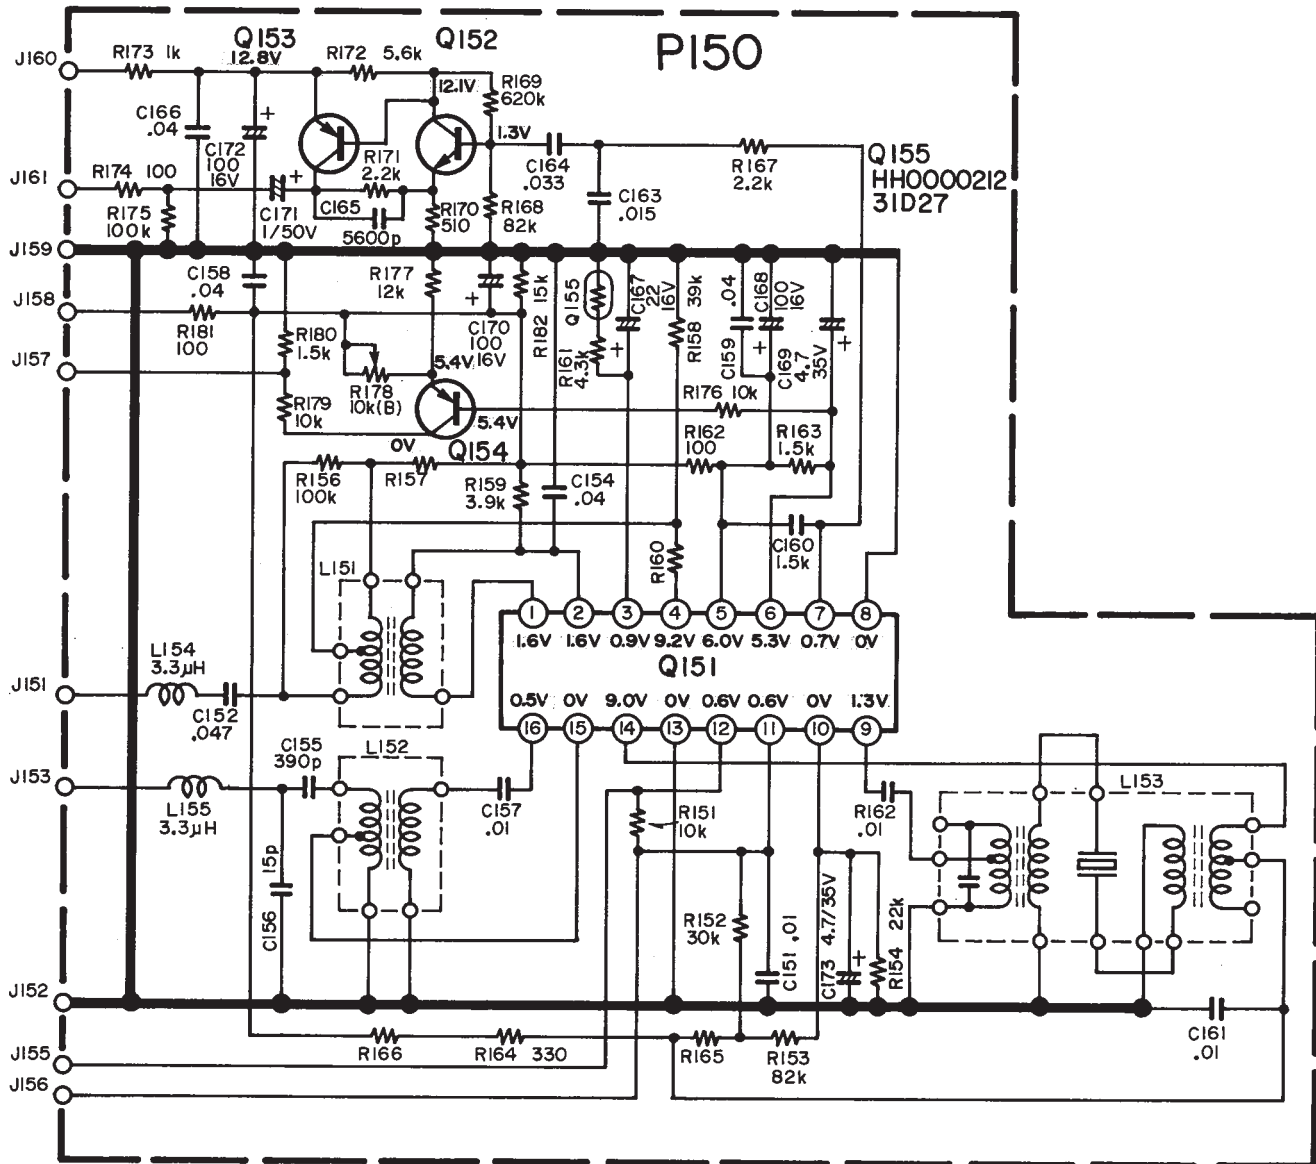 P150
Q153
12.8V
R172 5.6k
Q152
J160
R173 1k
12.1V
R169
620k
C166
.04
C172
100
16V
+
1.3V
C164
.033
R167
2.2k
Q155
HH0000212
31D27
R171
2.2k
J161
R174 100
+
C163
.015
R175
100k
C171
1/50V
C165
5600p
R170
510
R168
82k
J159
C158
.04
R177
12k
+
C170
100
16V
R182 15k
Q155
R161
4.3k
+
C167
22
16V
R158 39k
C159 .04
+
C168
100
16V
C169
4.7
35V
+
J158
R181
100
R180
1.5k
J157
R178
10k(B)
5.4V
R176 10k
R179
10k
5.4V
0V
Q154
R162
100
R163
1.5k
R156
100k
R157
R159
3.9k
C154
.04
R160
C160
1.5k
L151
1 2 3 4 5 6 7 8
1.6V 1.6V 0.9V 9.2V 6.0V 5.3V 0.7V 0V
Q151
0.5V 0V 9.0V 0V 0.6V 0.6V 0V 1.3V
16 15 14 13 12 11 10 9
L154
3.3μH
J151
C152
.047
C155
390p
L152
J153
L155
3.3μH
C157
.01
R151
10k
R162
.01
L153
C156 15p
R152
30k
C151 .01
C173 4.7/35V
+
R154 22k
J152
C161
.01
R166
R164 330
R165
R153
82k
J155
J156